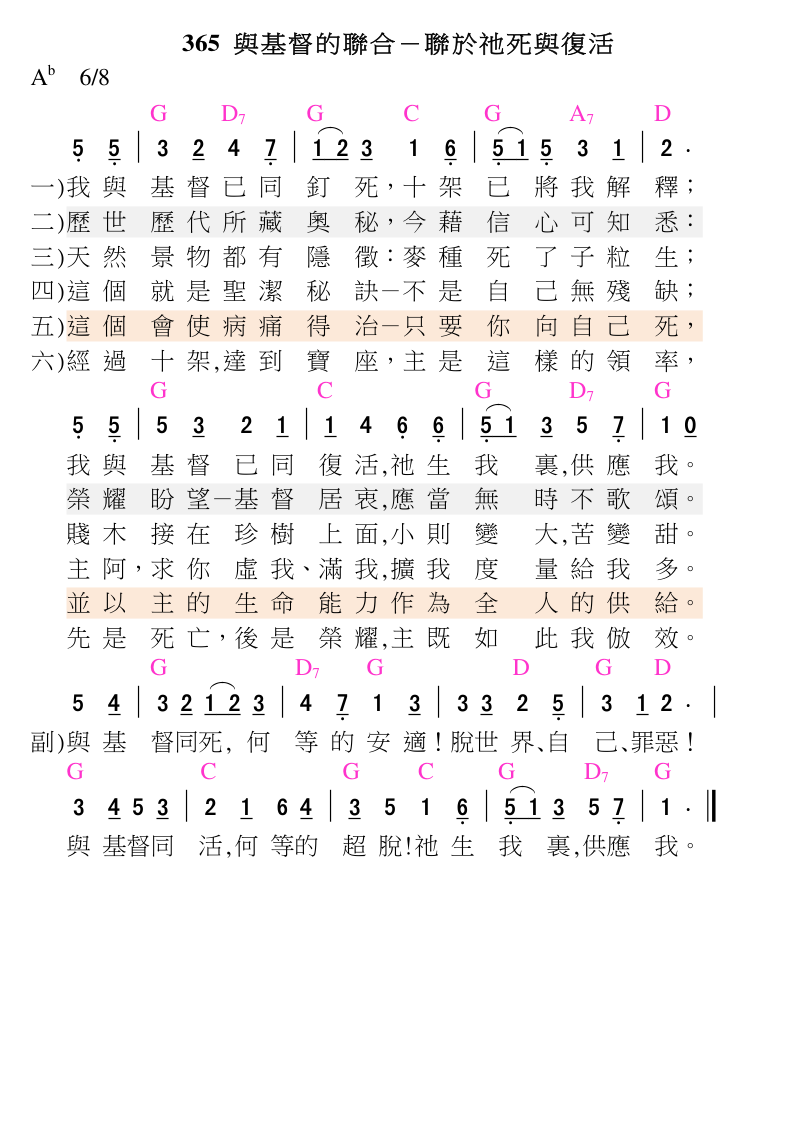 365 與基督的聯合－聯於祂死與復活
A♭ 6/8
G D7 G C G A7 D
5 5 | 3 2 4 7 | 1 2 3 1 6 | 5 1 5 3 1 | 2 ·
一)我與基督已同釘死，十架已將我解釋；
二)歷世歷代所藏奧秘，今藉信心可知悉：
三)天然景物都有隱徵：麥種死了子粒生；
四)這個就是聖潔秘訣－不是自己無殘缺；
五)這個會使病痛得治－只要你向自己死，
六)經過十架,達到寶座，主是這樣的領率，
G C G D7 G
5 5 | 5 3 2 1 | 1 4 6 6 | 5 1 3 5 7 | 1 0
我與基督已同復活,祂生我裏,供應我。
榮耀盼望－基督居衷,應當無時不歌頌。
賤木接在珍樹上面,小則變大,苦變甜。
主阿，求你虛我、滿我,擴我度量給我多。
並以主的生命能力作為全人的供給。
先是死亡，後是榮耀,主既如此我倣效。
G D7 G D G D
5 4 | 3 2 1 2 3 | 4 7 1 3 | 3 3 2 5 | 3 1 2 · |
副)與基督同死,何等的安適!脫世界、自己、罪惡!
G C G C G D7 G
3 4 5 3 | 2 1 6 4 | 3 5 1 6 | 5 1 3 5 7 | 1 · ‖
與基督同活,何等的超脫!祂生我裏,供應我。